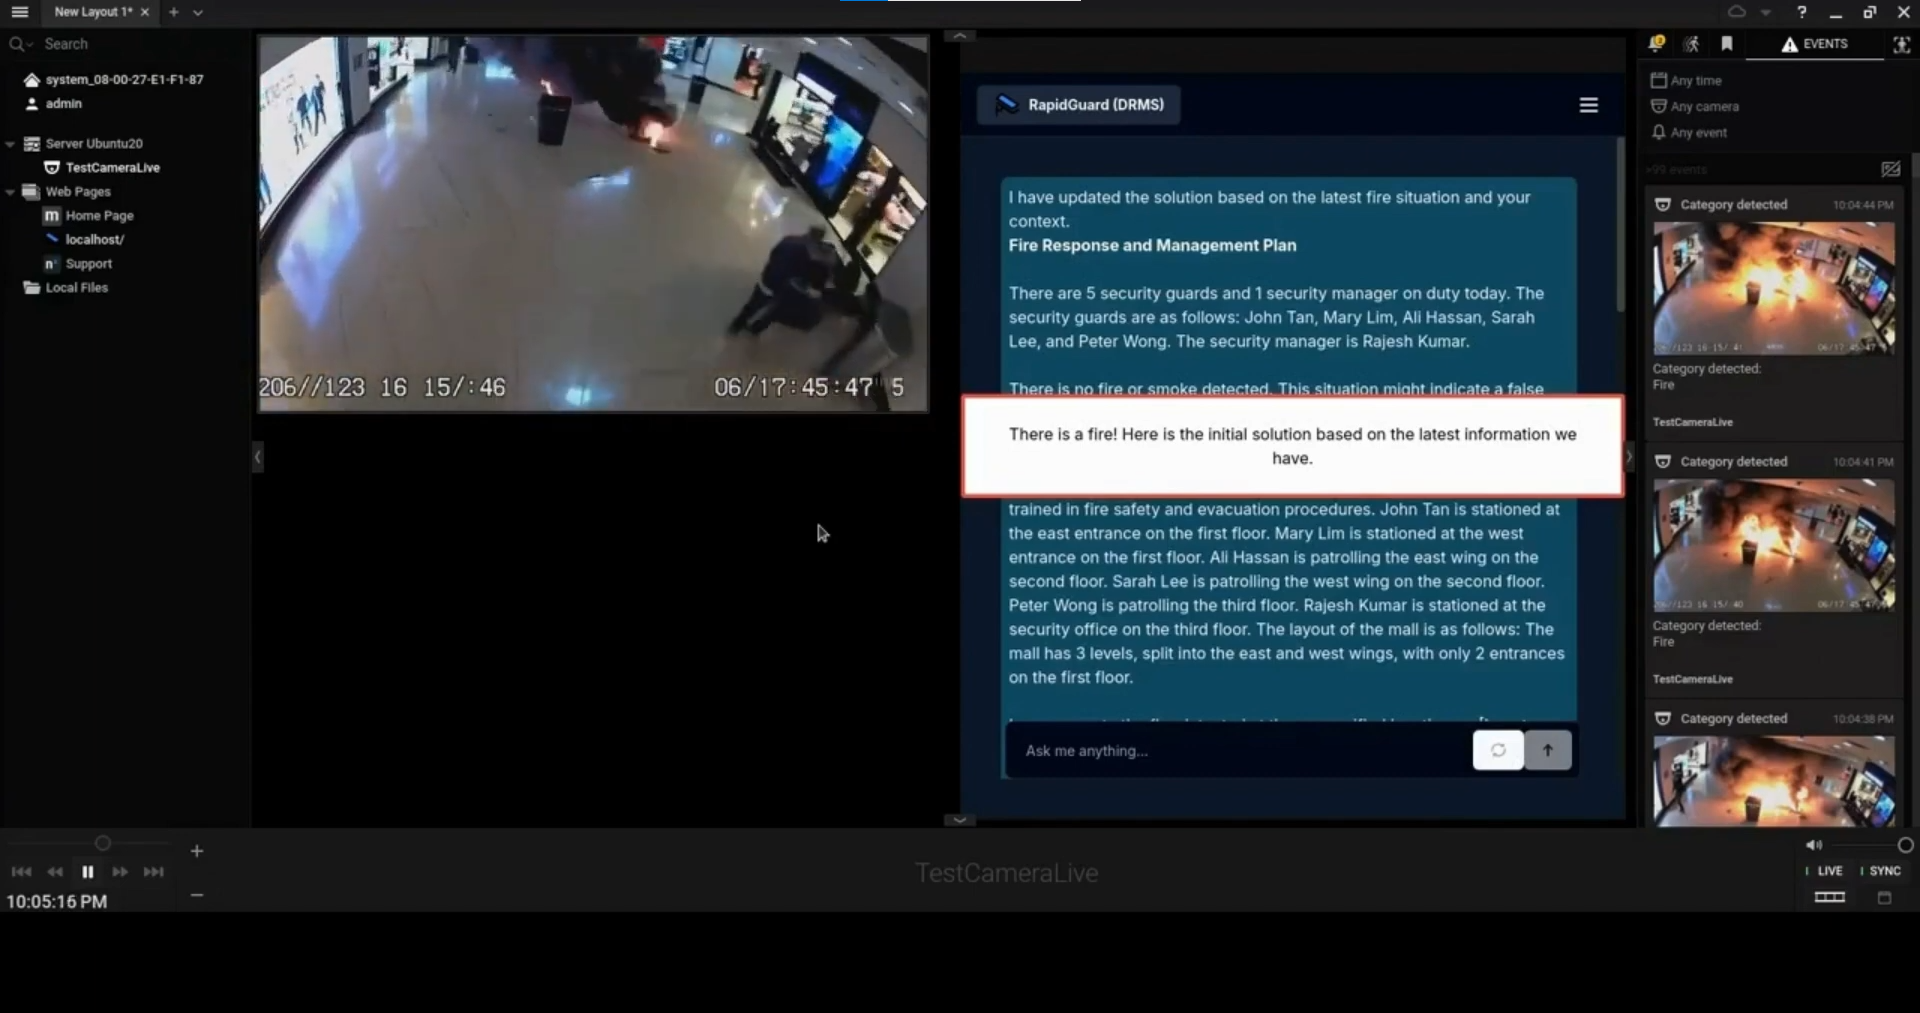 New Layout 1*
Search
system_08-00-27-E1-F1-87
admin
Server Ubuntu20
TestCameraLive
Web Pages
Home Page
localhost/
Support
Local Files
206//123 16 15/:46
06/17:45:47 5
RapidGuard (DRMS)
I have updated the solution based on the latest fire situation and your
context.
Fire Response and Management Plan
There are 5 security guards and 1 security manager on duty today. The
security guards are as follows: John Tan, Mary Lim, Ali Hassan, Sarah
Lee, and Peter Wong. The security manager is Rajesh Kumar.
There is no fire or smoke detected. This situation might indicate a false
There is a fire! Here is the initial solution based on the latest information we
have.
trained in fire safety and evacuation procedures. John Tan is stationed at
the east entrance on the first floor. Mary Lim is stationed at the west
entrance on the first floor. Ali Hassan is patrolling the east wing on the
second floor. Sarah Lee is patrolling the west wing on the second floor.
Peter Wong is patrolling the third floor. Rajesh Kumar is stationed at the
security office on the third floor. The layout of the mall is as follows: The
mall has 3 levels, split into the east and west wings, with only 2 entrances
on the first floor.
Ask me anything...
EVENTS
Any time
Any camera
Any event
>99 events
Category detected 10:04:44 PM
Category detected:
Fire
TestCameraLive
Category detected 10:04:41 PM
Category detected:
Fire
TestCameraLive
Category detected 10:04:38 PM
10:05:16 PM
TestCameraLive
LIVE
SYNC